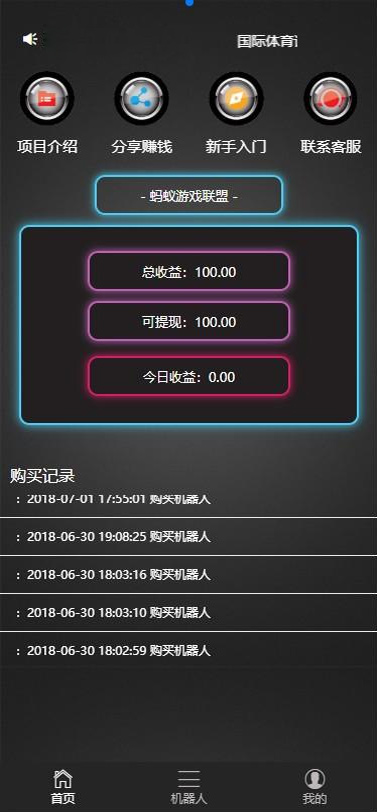 国际体育
项目介绍 分享赚钱 新手入门 联系客服
- 蚂蚁游戏联盟 -
总收益：100.00
可提现：100.00
今日收益：0.00
购买记录
：2018-07-01 17:55:01 购买机器人
：2018-06-30 19:08:25 购买机器人
：2018-06-30 18:03:16 购买机器人
：2018-06-30 18:03:10 购买机器人
：2018-06-30 18:02:59 购买机器人
首页 机器人 我的